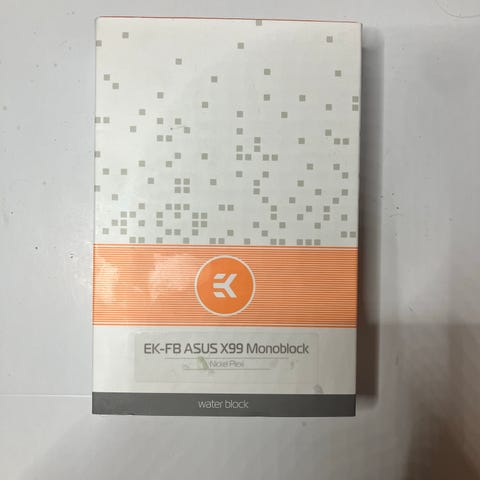 EK
EK-FB ASUS X99 Monoblock
Nickel Plexi
water block